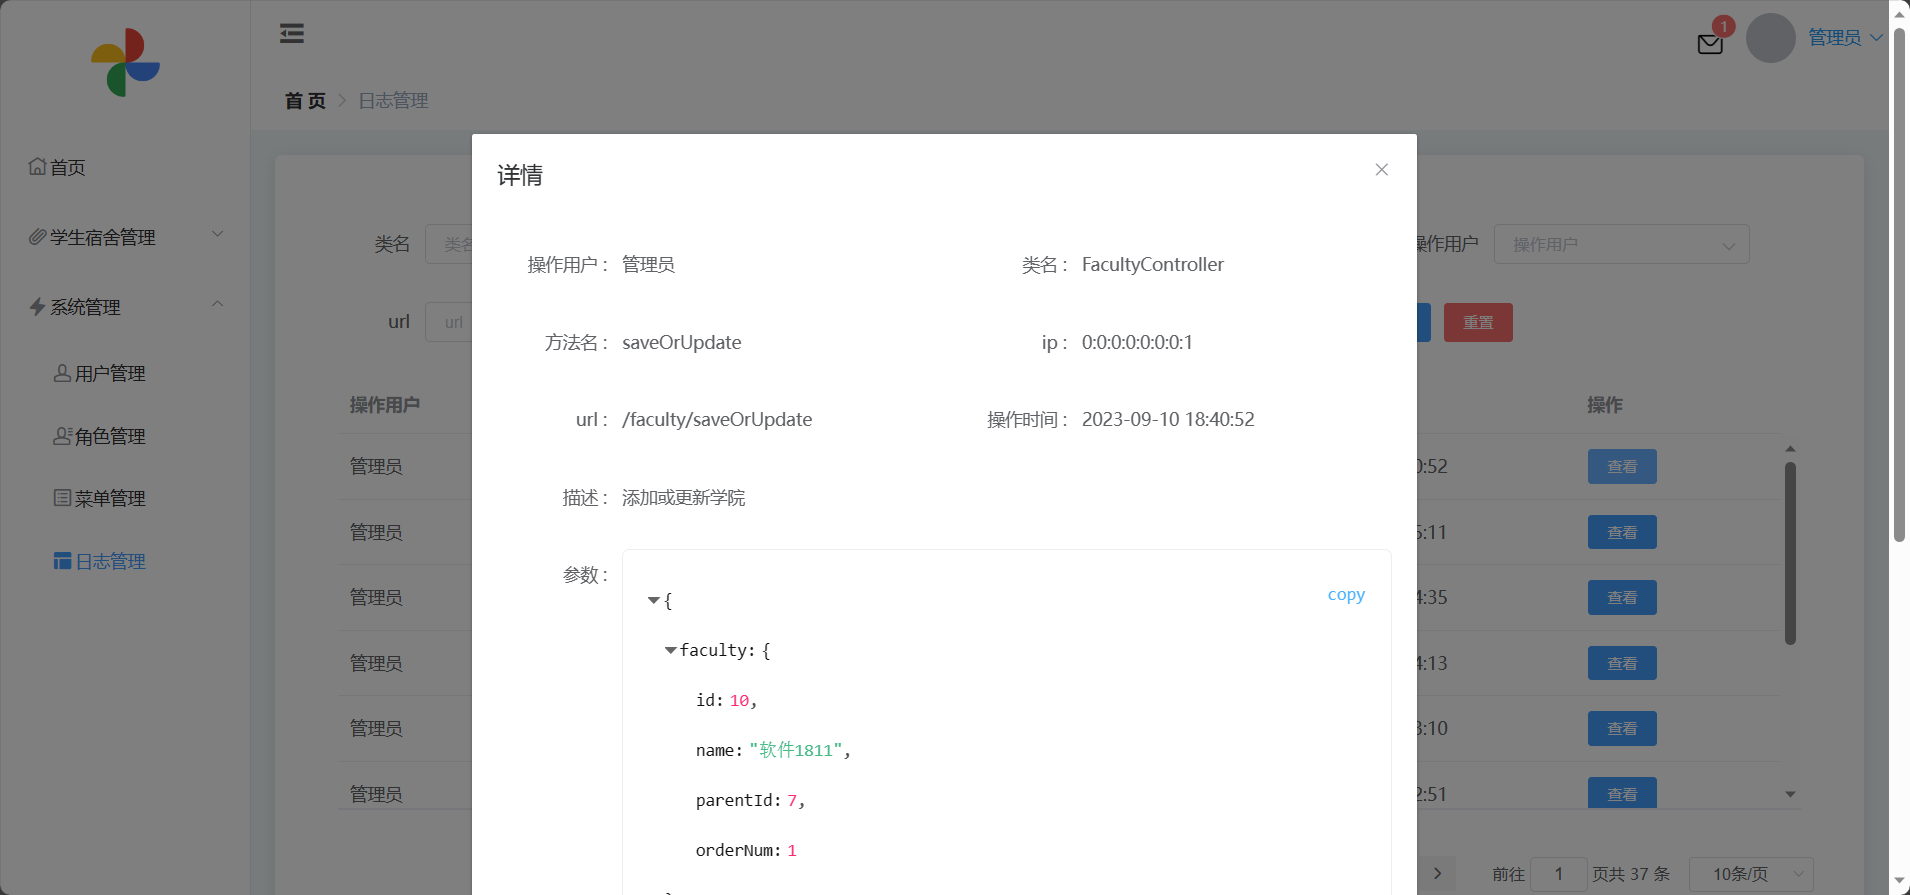 1
管理员
首 页 > 日志管理
首页
学生宿舍管理
系统管理
用户管理
角色管理
菜单管理
日志管理
类名 类名
操作用户 操作用户
url url
重置
操作用户 操作
管理员 0:52 查看
管理员 5:11 查看
管理员 4:35 查看
管理员 4:13 查看
管理员 3:10 查看
管理员 2:51 查看
前往 1 页共 37 条 10条/页
详情
操作用户： 管理员 类名： FacultyController
方法名： saveOrUpdate ip： 0:0:0:0:0:0:0:1
url： /faculty/saveOrUpdate 操作时间： 2023-09-10 18:40:52
描述： 添加或更新学院
参数：
copy
{
faculty: {
id: 10,
name: "软件1811",
parentId: 7,
orderNum: 1